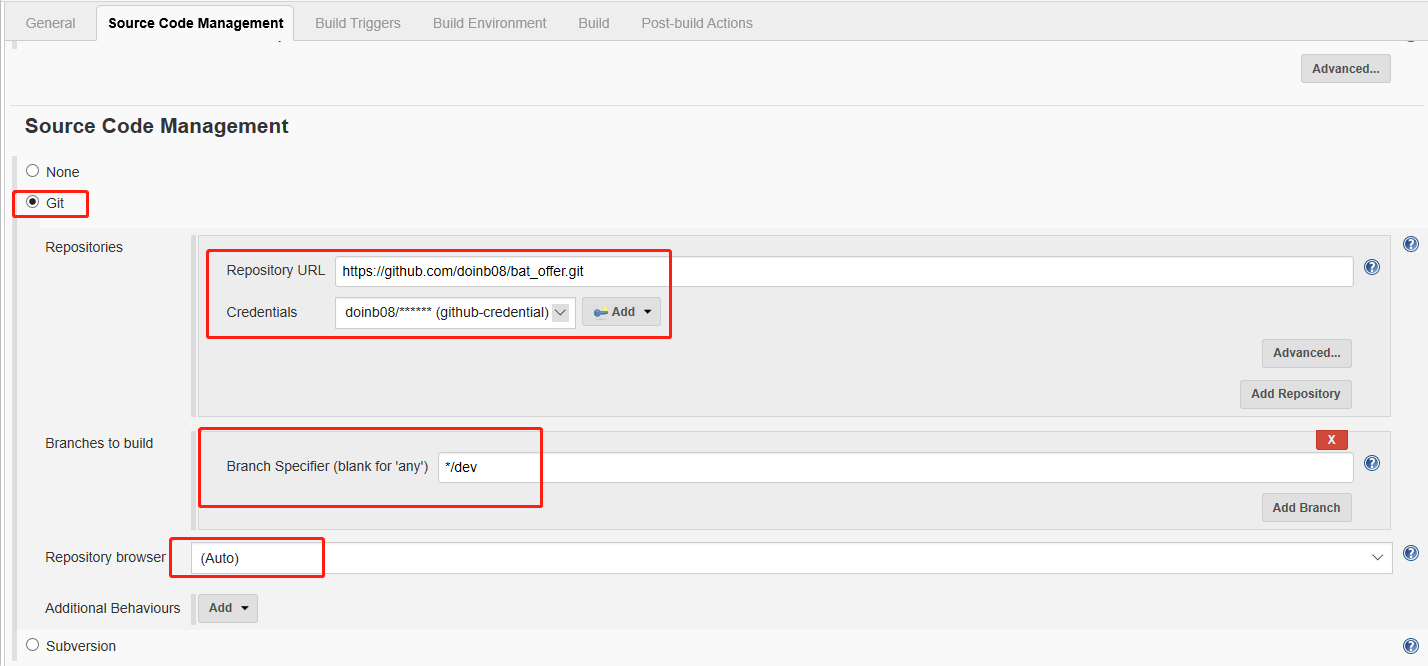 General Source Code Management Build Triggers Build Environment Build Post-build Actions
Advanced...
Source Code Management
None
Git
Repositories
Repository URL https://github.com/doinb08/bat_offer.git
Credentials doinb08/****** (github-credential) Add
Advanced...
Add Repository
Branches to build
X
Branch Specifier (blank for 'any') */dev
Add Branch
Repository browser (Auto)
Additional Behaviours Add
Subversion